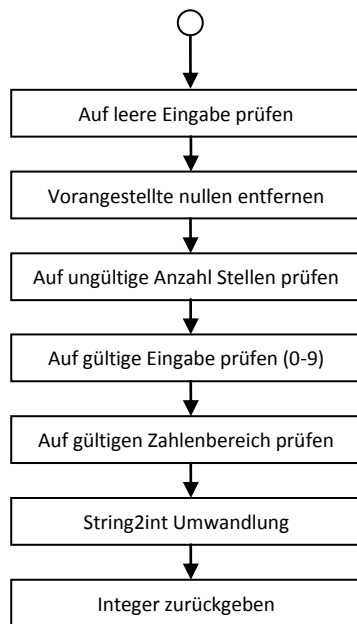 Auf leere Eingabe prüfen
Vorangestellte nullen entfernen
Auf ungültige Anzahl Stellen prüfen
Auf gültige Eingabe prüfen (0-9)
Auf gültigen Zahlenbereich prüfen
String2int Umwandlung
Integer zurückgeben